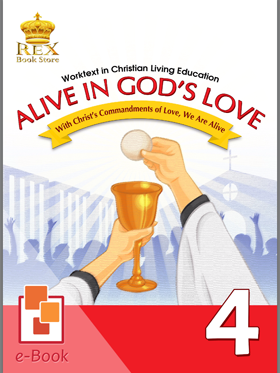 REX
Book Store
Worktext in Christian Living Education
ALIVE IN GOD'S LOVE
With Christ's Commandments of Love, We Are Alive
4
e-Book